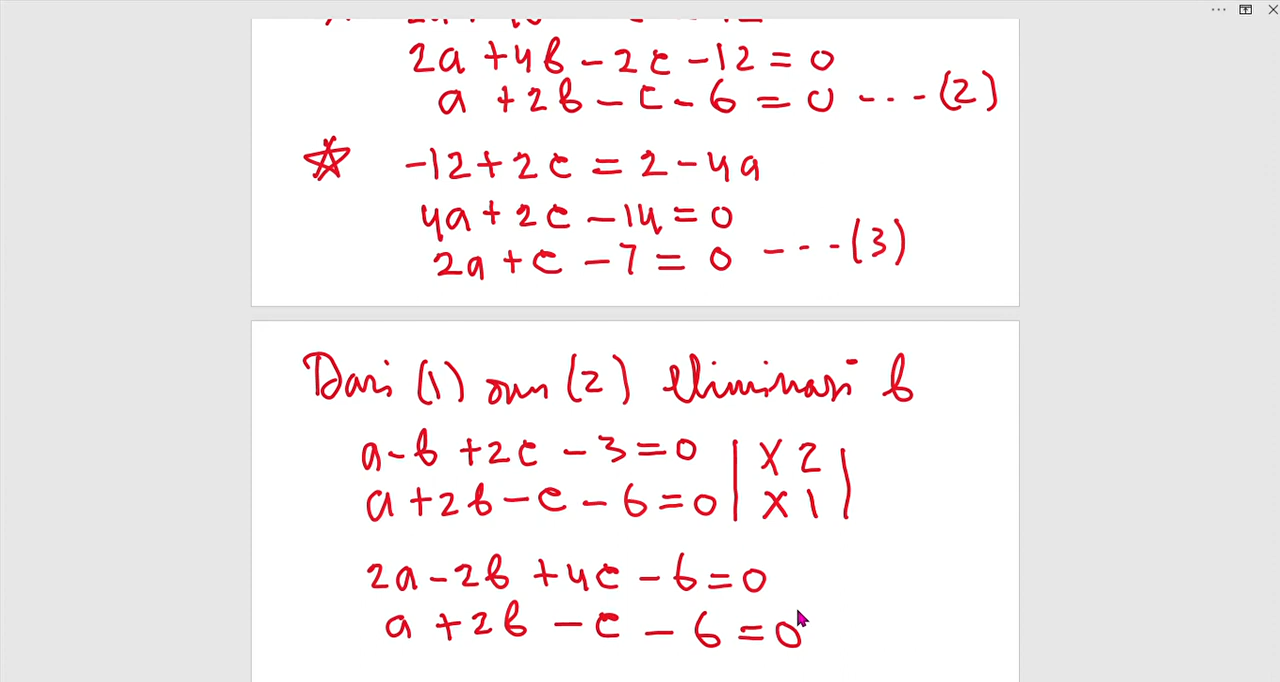 2a + 4b - 2c - 12 = 0
a + 2b - c - 6 = 0 --- (2)
☆ -12 + 2c = 2 - 4a
4a + 2c - 14 = 0
2a + c - 7 = 0 --- (3)
Dari (1) dan (2) eliminasi b
a - b + 2c - 3 = 0 | x 2 |
a + 2b - c - 6 = 0 | x 1 |
2a - 2b + 4c - 6 = 0
a + 2b - c - 6 = 0